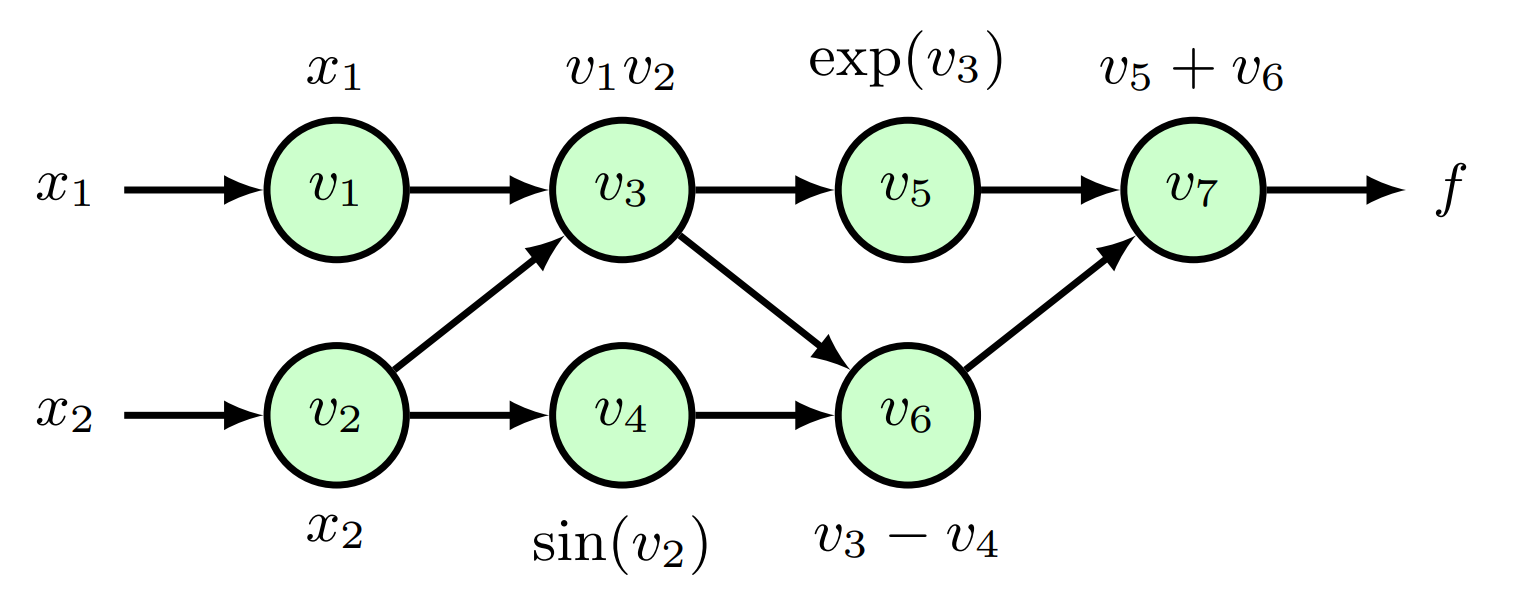 x₁ v₁v₂ exp(v₃) v₅ + v₆
x₁ v₁ v₃ v₅ v₇ f
x₂ v₂ v₄ v₆
x₂ sin(v₂) v₃ − v₄